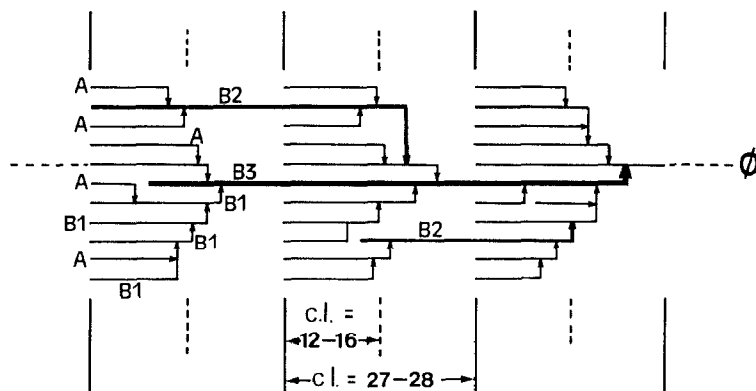 A
B2
A
A
B3
Ø
A
B1
B1
B1
B2
A
B1
c.l. =
12-16
c.l. = 27-28